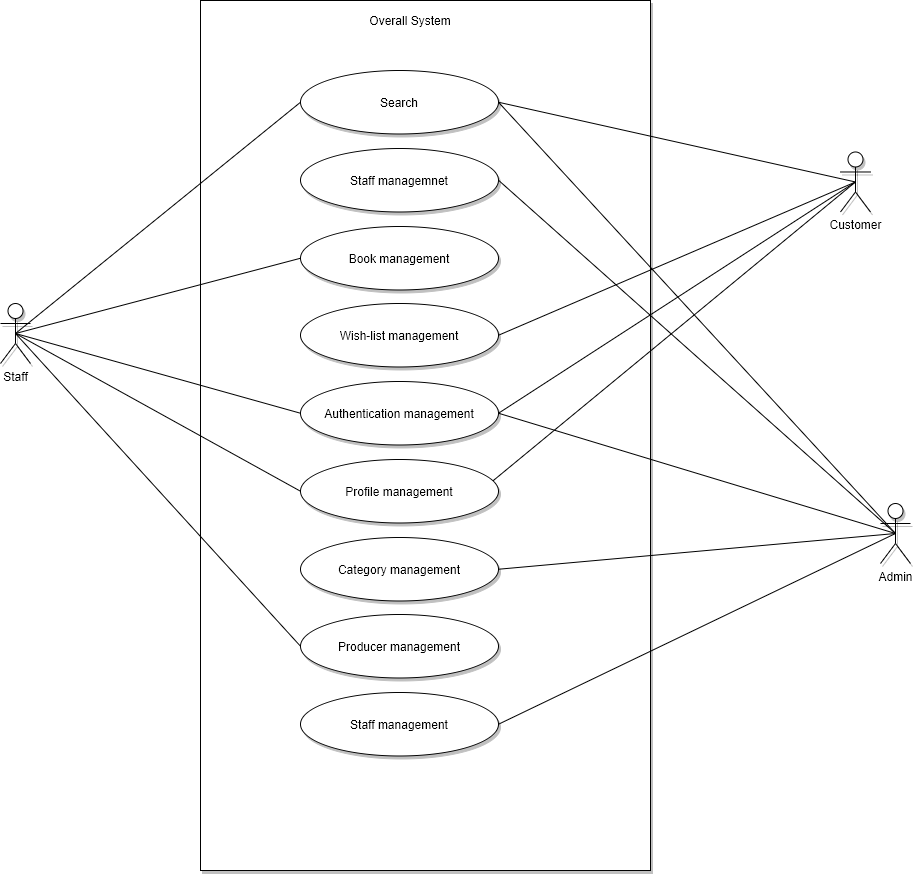 Overall System
Search
Staff managemnet
Book management
Wish-list management
Authentication management
Profile management
Category management
Producer management
Staff management
Staff
Customer
Admin